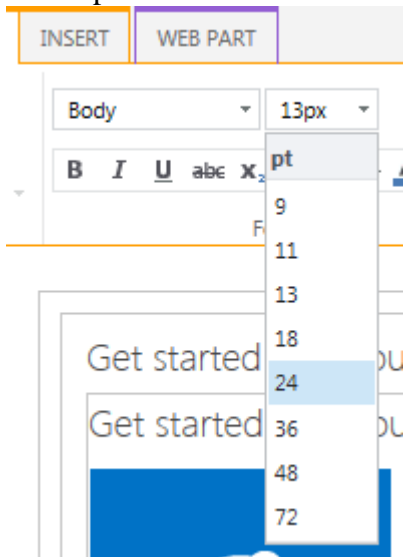 INSERT WEB PART
Body 13px
B I U abc X₂
pt
9
11
13
18
Get started
24
Get started
36
48
72